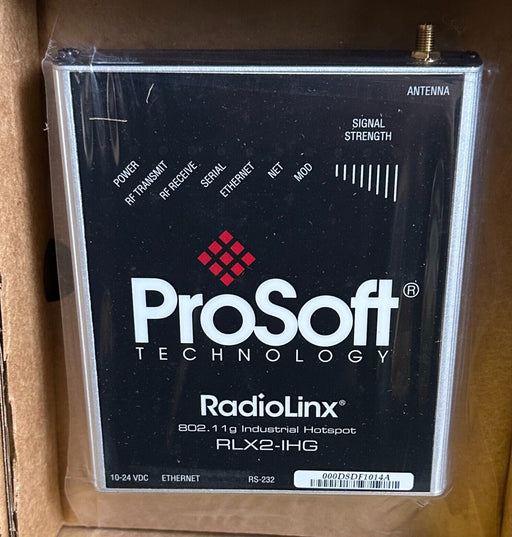 ANTENNA
SIGNAL
STRENGTH
POWER
RF TRANSMIT
RF RECEIVE
SERIAL
ETHERNET
NET
MOD
ProSoft®
TECHNOLOGY
RadioLinx®
802.11g Industrial Hotspot
RLX2-IHG
10-24 VDC ETHERNET RS-232 000DSDF1014A